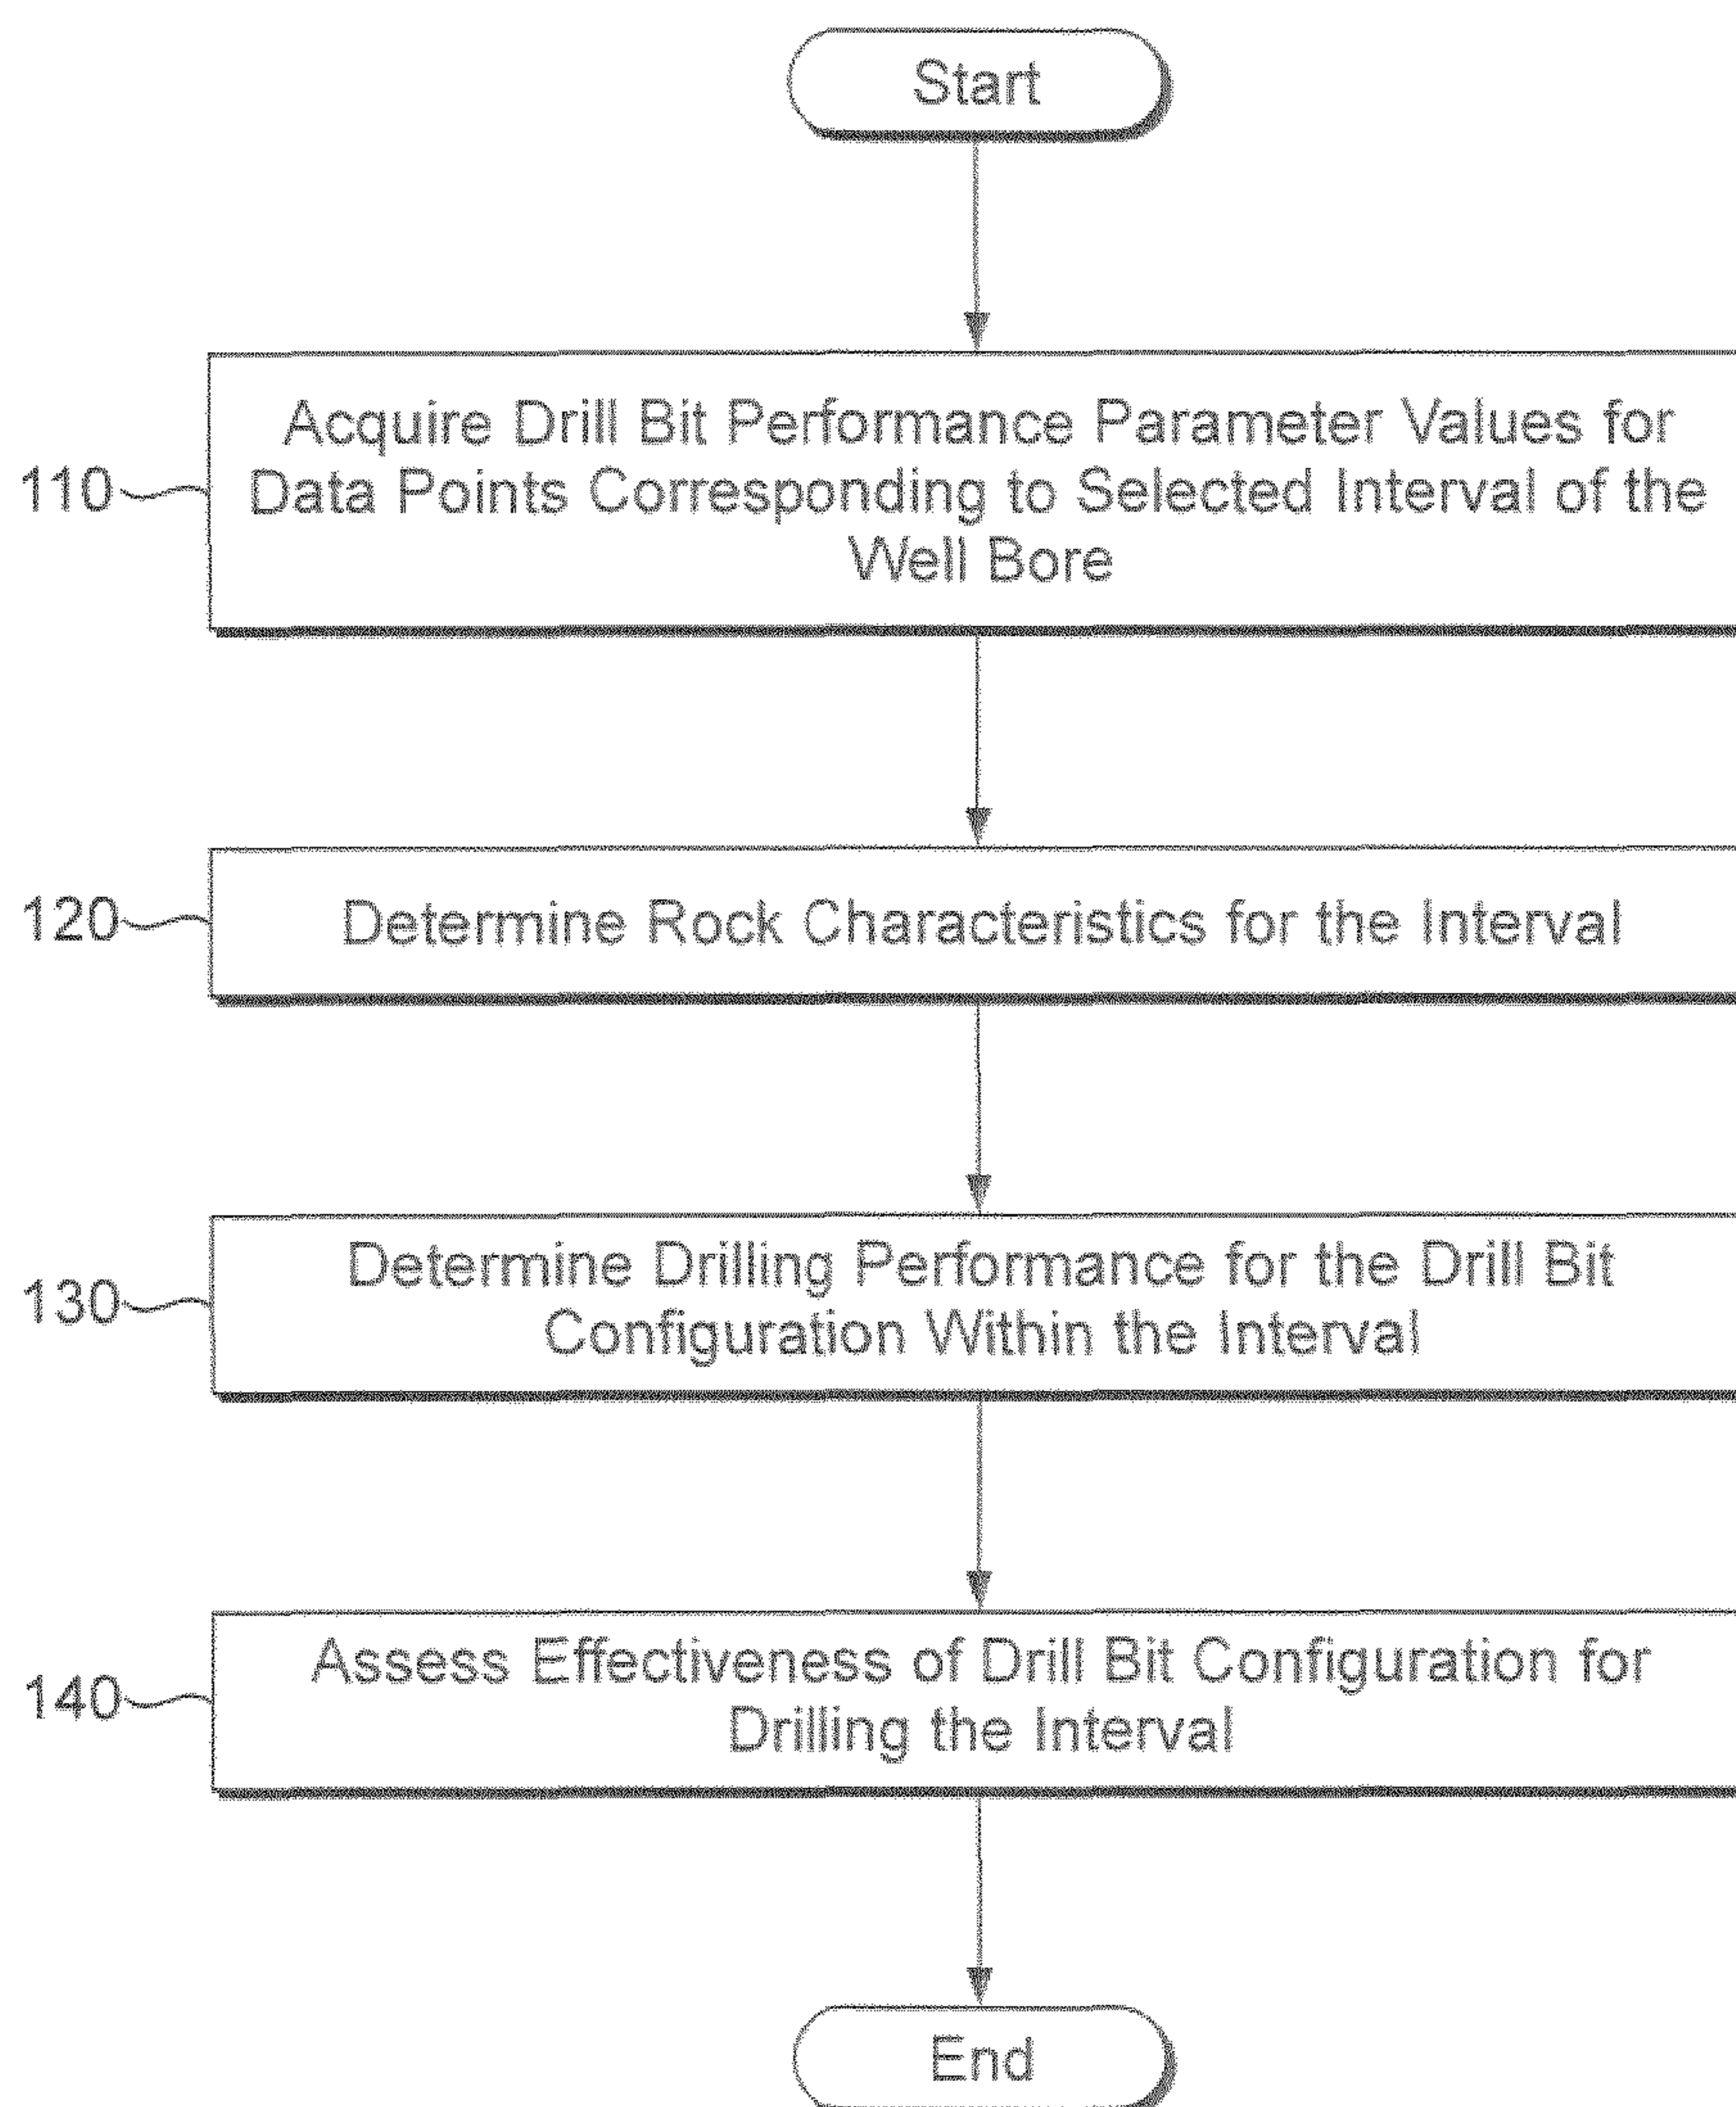 Start
110
Acquire Drill Bit Performance Parameter Values for
Data Points Corresponding to Selected Interval of the
Well Bore
120
Determine Rock Characteristics for the Interval
130
Determine Drilling Performance for the Drill Bit
Configuration Within the Interval
140
Assess Effectiveness of Drill Bit Configuration for
Drilling the Interval
End